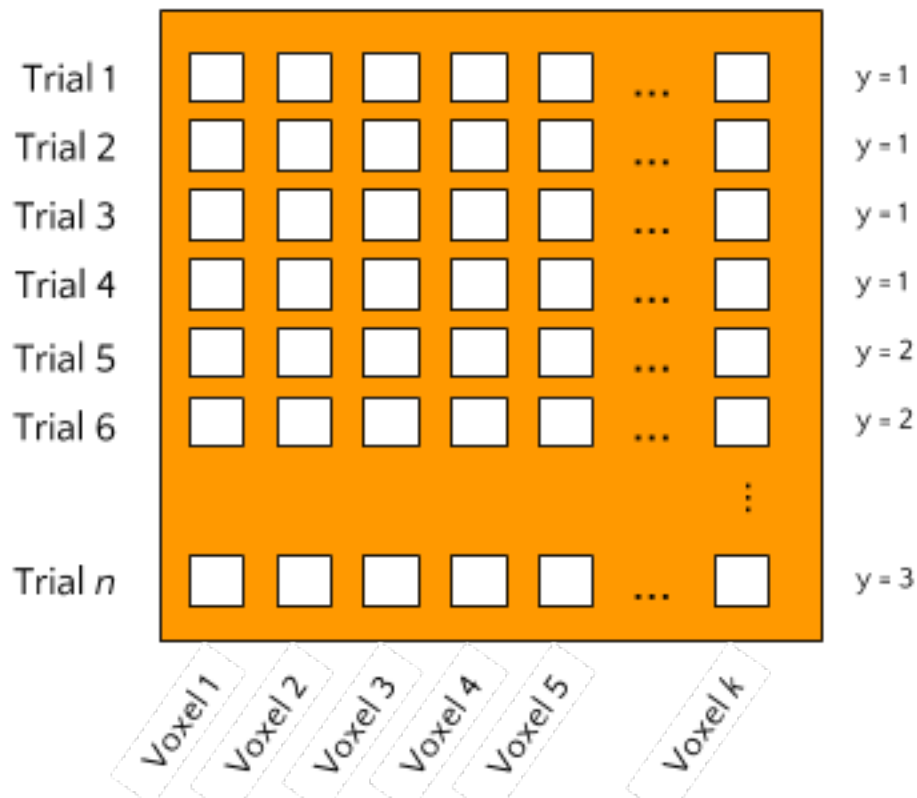 Trial 1 ... y = 1
Trial 2 ... y = 1
Trial 3 ... y = 1
Trial 4 ... y = 1
Trial 5 ... y = 2
Trial 6 ... y = 2
⋮
Trial n ... y = 3
Voxel 1 Voxel 2 Voxel 3 Voxel 4 Voxel 5 Voxel k